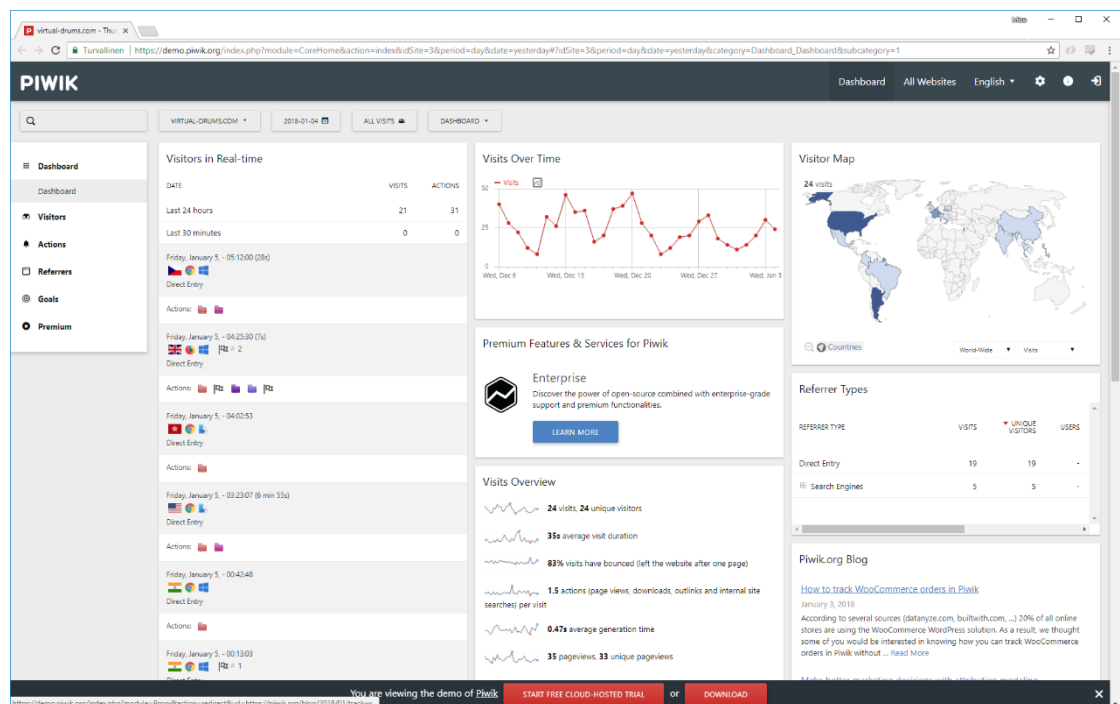 virtual-drums.com - Thu
Turvallinen | https://demo.piwik.org/index.php?module=CoreHome&action=index&idSite=3&period=day&date=yesterday#?idSite=3&period=day&date=yesterday&category=Dashboard_Dashboard&subcategory=1
PIWIK
Dashboard All Websites English
VIRTUAL-DRUMS.COM 2018-01-04 ALL VISITS DASHBOARD
Dashboard
Dashboard
Visitors
Actions
Referrers
Goals
Premium
Visitors in Real-time
DATE VISITS ACTIONS
Last 24 hours 21 31
Last 30 minutes 0 0
Friday, January 5, - 05:12:00 (28s)
Direct Entry
Actions:
Friday, January 5, - 04:25:30 (7s)
= 2
Direct Entry
Actions:
Friday, January 5, - 04:02:53
Direct Entry
Actions:
Friday, January 5, - 03:23:07 (6 min 55s)
Direct Entry
Actions:
Friday, January 5, - 00:42:48
Direct Entry
Actions:
Friday, January 5, - 00:13:03
= 1
Visits Over Time
Visits
50
25
0
Wed, Dec 6 Wed, Dec 13 Wed, Dec 20 Wed, Dec 27 Wed, Jan 3
Premium Features & Services for Piwik
Enterprise
Discover the power of open-source combined with enterprise-grade
support and premium functionalities.
LEARN MORE
Visits Overview
24 visits, 24 unique visitors
35s average visit duration
83% visits have bounced (left the website after one page)
1.5 actions (page views, downloads, outlinks and internal site
searches) per visit
0.47s average generation time
35 pageviews, 33 unique pageviews
Visitor Map
24 visits
Countries
World-Wide Visits
Referrer Types
REFERRER TYPE VISITS UNIQUE VISITORS USERS
Direct Entry 19 19 -
Search Engines 5 5 -
Piwik.org Blog
How to track WooCommerce orders in Piwik
January 3, 2018
According to several sources (datanyze.com, builtwith.com, ...) 20% of all online
stores are using the WooCommerce WordPress solution. As a result, we thought
some of you would be interested in knowing how you can track WooCommerce
orders in Piwik without ... Read More
Make better marketing decisions with attribution modeling
You are viewing the demo of Piwik START FREE CLOUD-HOSTED TRIAL or DOWNLOAD